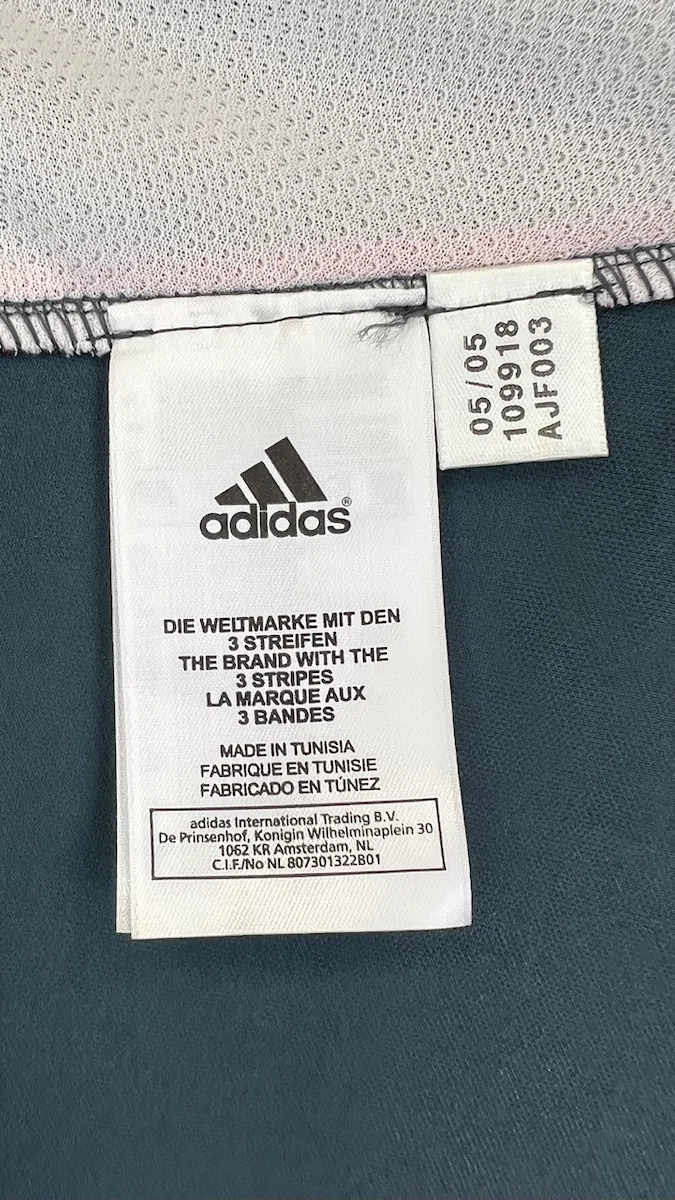 05/05
109918
AJF003
adidas®
DIE WELTMARKE MIT DEN
3 STREIFEN
THE BRAND WITH THE
3 STRIPES
LA MARQUE AUX
3 BANDES
MADE IN TUNISIA
FABRIQUE EN TUNISIE
FABRICADO EN TÚNEZ
adidas International Trading B.V.
De Prinsenhof, Konigin Wilhelminaplein 30
1062 KR Amsterdam, NL
C.I.F./No NL 807301322B01